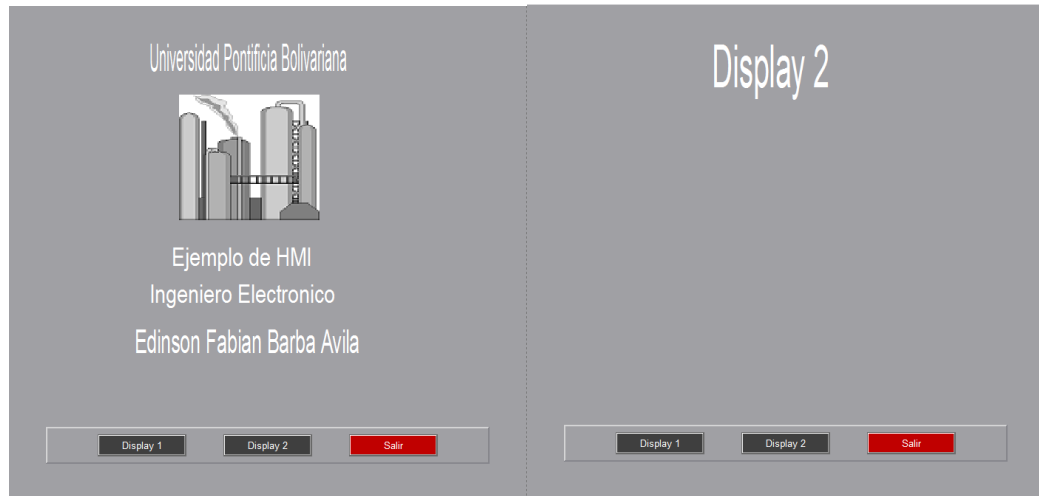 Universidad Pontificia Bolivariana
Ejemplo de HMI
Ingeniero Electronico
Edinson Fabian Barba Avila
Display 1 Display 2 Salir
Display 2
Display 1 Display 2 Salir